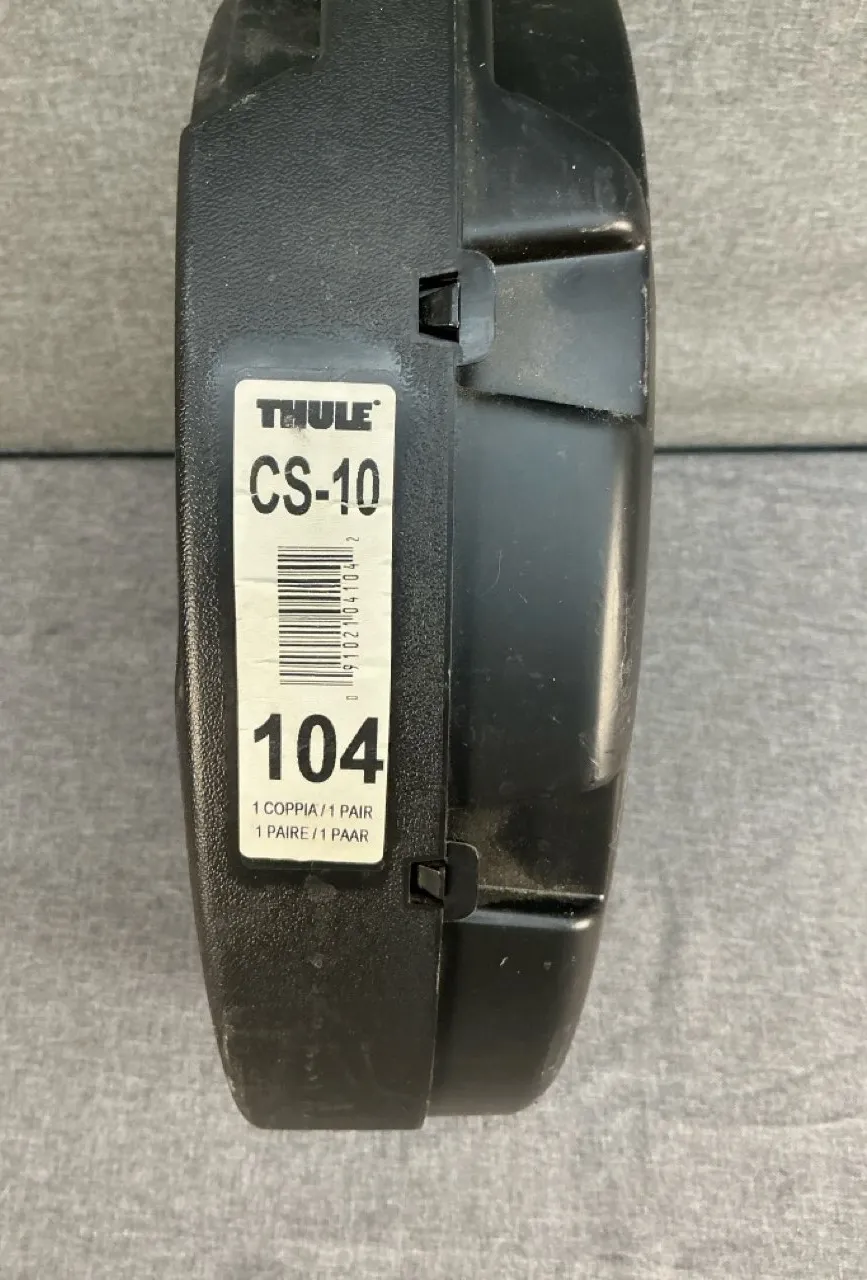 THULE
CS-10
0 91021 04104 2
104
1 COPPIA / 1 PAIR
1 PAIRE / 1 PAAR